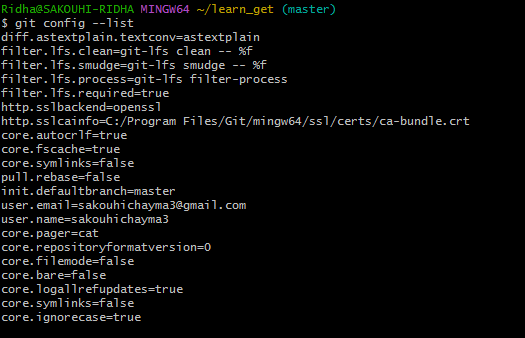 Ridha@SAKOUHI-RIDHA MINGW64 ~/learn_get (master)
$ git config --list
diff.astextplain.textconv=astextplain
filter.lfs.clean=git-lfs clean -- %f
filter.lfs.smudge=git-lfs smudge -- %f
filter.lfs.process=git-lfs filter-process
filter.lfs.required=true
http.sslbackend=openssl
http.sslcainfo=C:/Program Files/Git/mingw64/ssl/certs/ca-bundle.crt
core.autocrlf=true
core.fscache=true
core.symlinks=false
pull.rebase=false
init.defaultbranch=master
user.email=sakouhichayma3@gmail.com
user.name=sakouhichayma3
core.pager=cat
core.repositoryformatversion=0
core.filemode=false
core.bare=false
core.logallrefupdates=true
core.symlinks=false
core.ignorecase=true